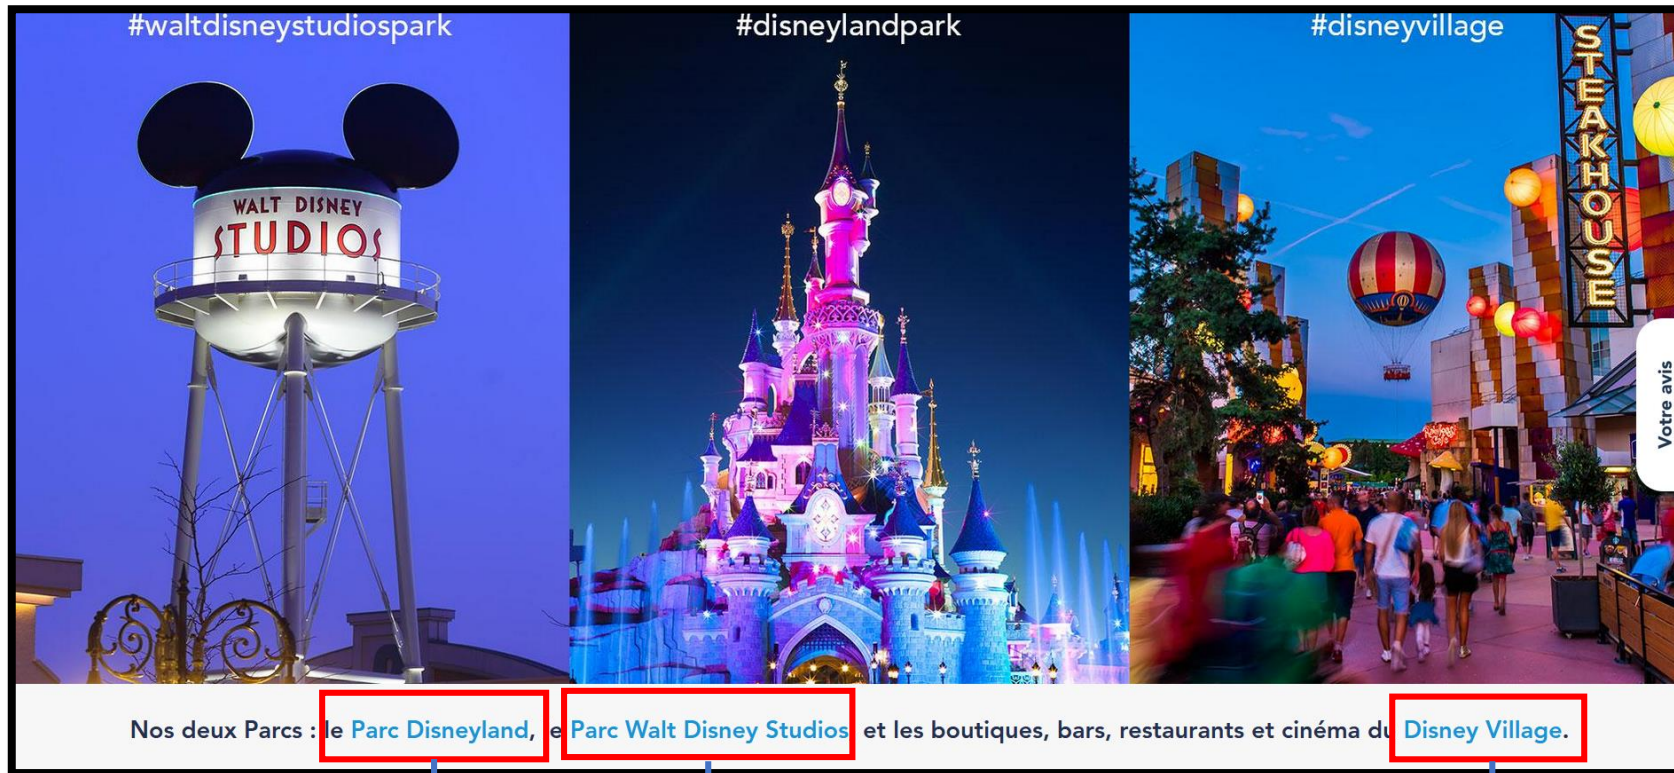 #waltdisneystudiospark
#disneylandpark
#disneyvillage
WALT DISNEY
STUDIOS
STEAKHOUSE
Votre avis
Nos deux Parcs : le Parc Disneyland, le Parc Walt Disney Studios et les boutiques, bars, restaurants et cinéma du Disney Village.